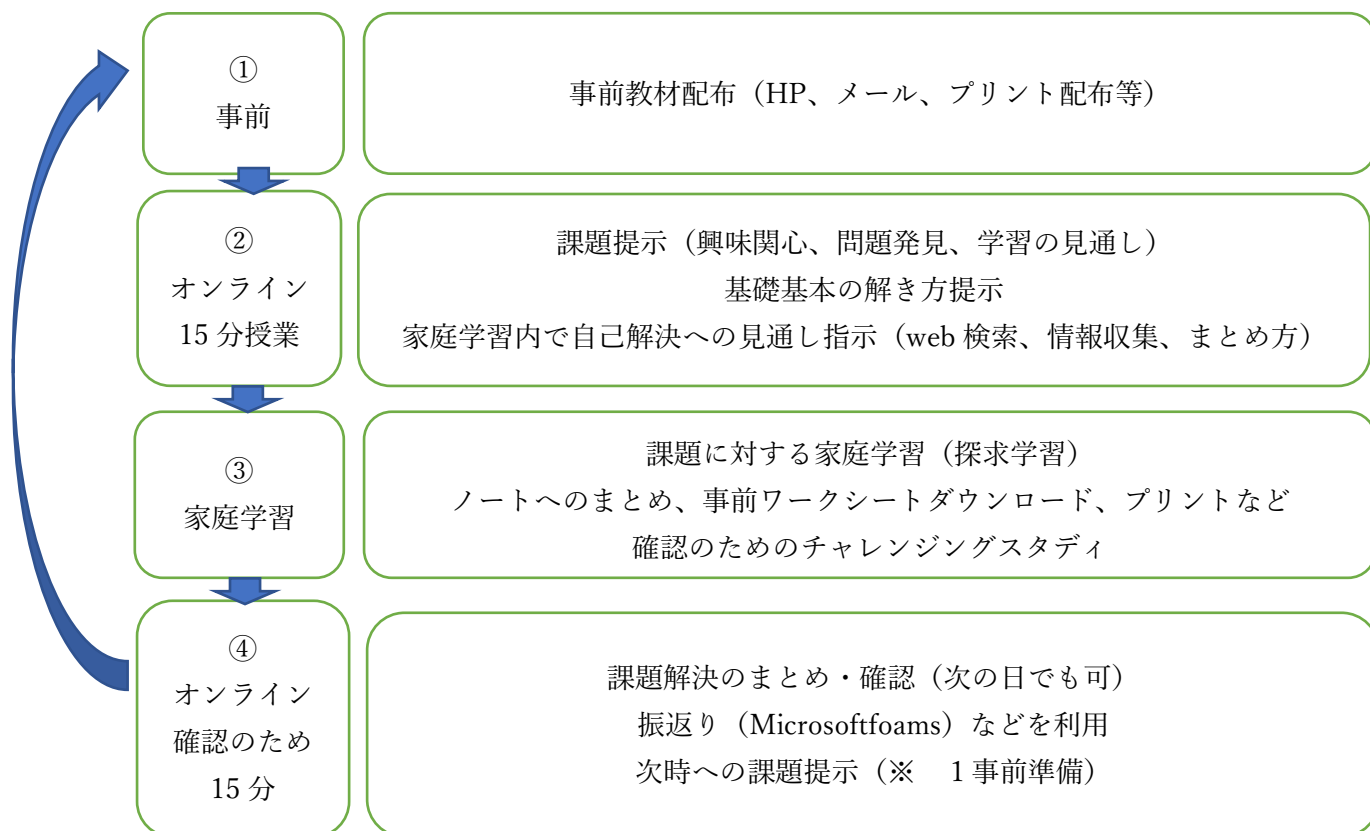 ①
事前
事前教材配布（HP、メール、プリント配布等）
②
オンライン
15 分授業
課題提示（興味関心、問題発見、学習の見通し）
基礎基本の解き方提示
家庭学習内で自己解決への見通し指示（web 検索、情報収集、まとめ方）
③
家庭学習
課題に対する家庭学習（探求学習）
ノートへのまとめ、事前ワークシートダウンロード、プリントなど
確認のためのチャレンジングスタディ
④
オンライン
確認のため
15 分
課題解決のまとめ・確認（次の日でも可）
振返り（Microsoftfoams）などを利用
次時への課題提示（※　1 事前準備）